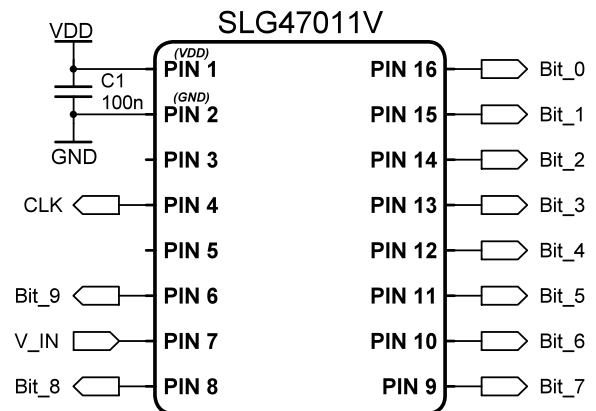 SLG47011V
VDD
(VDD)
PIN 1
PIN 16
Bit_0
C1
100n
(GND)
PIN 2
PIN 15
Bit_1
GND
PIN 3
PIN 14
Bit_2
CLK
PIN 4
PIN 13
Bit_3
PIN 5
PIN 12
Bit_4
Bit_9
PIN 6
PIN 11
Bit_5
V_IN
PIN 7
PIN 10
Bit_6
Bit_8
PIN 8
PIN 9
Bit_7